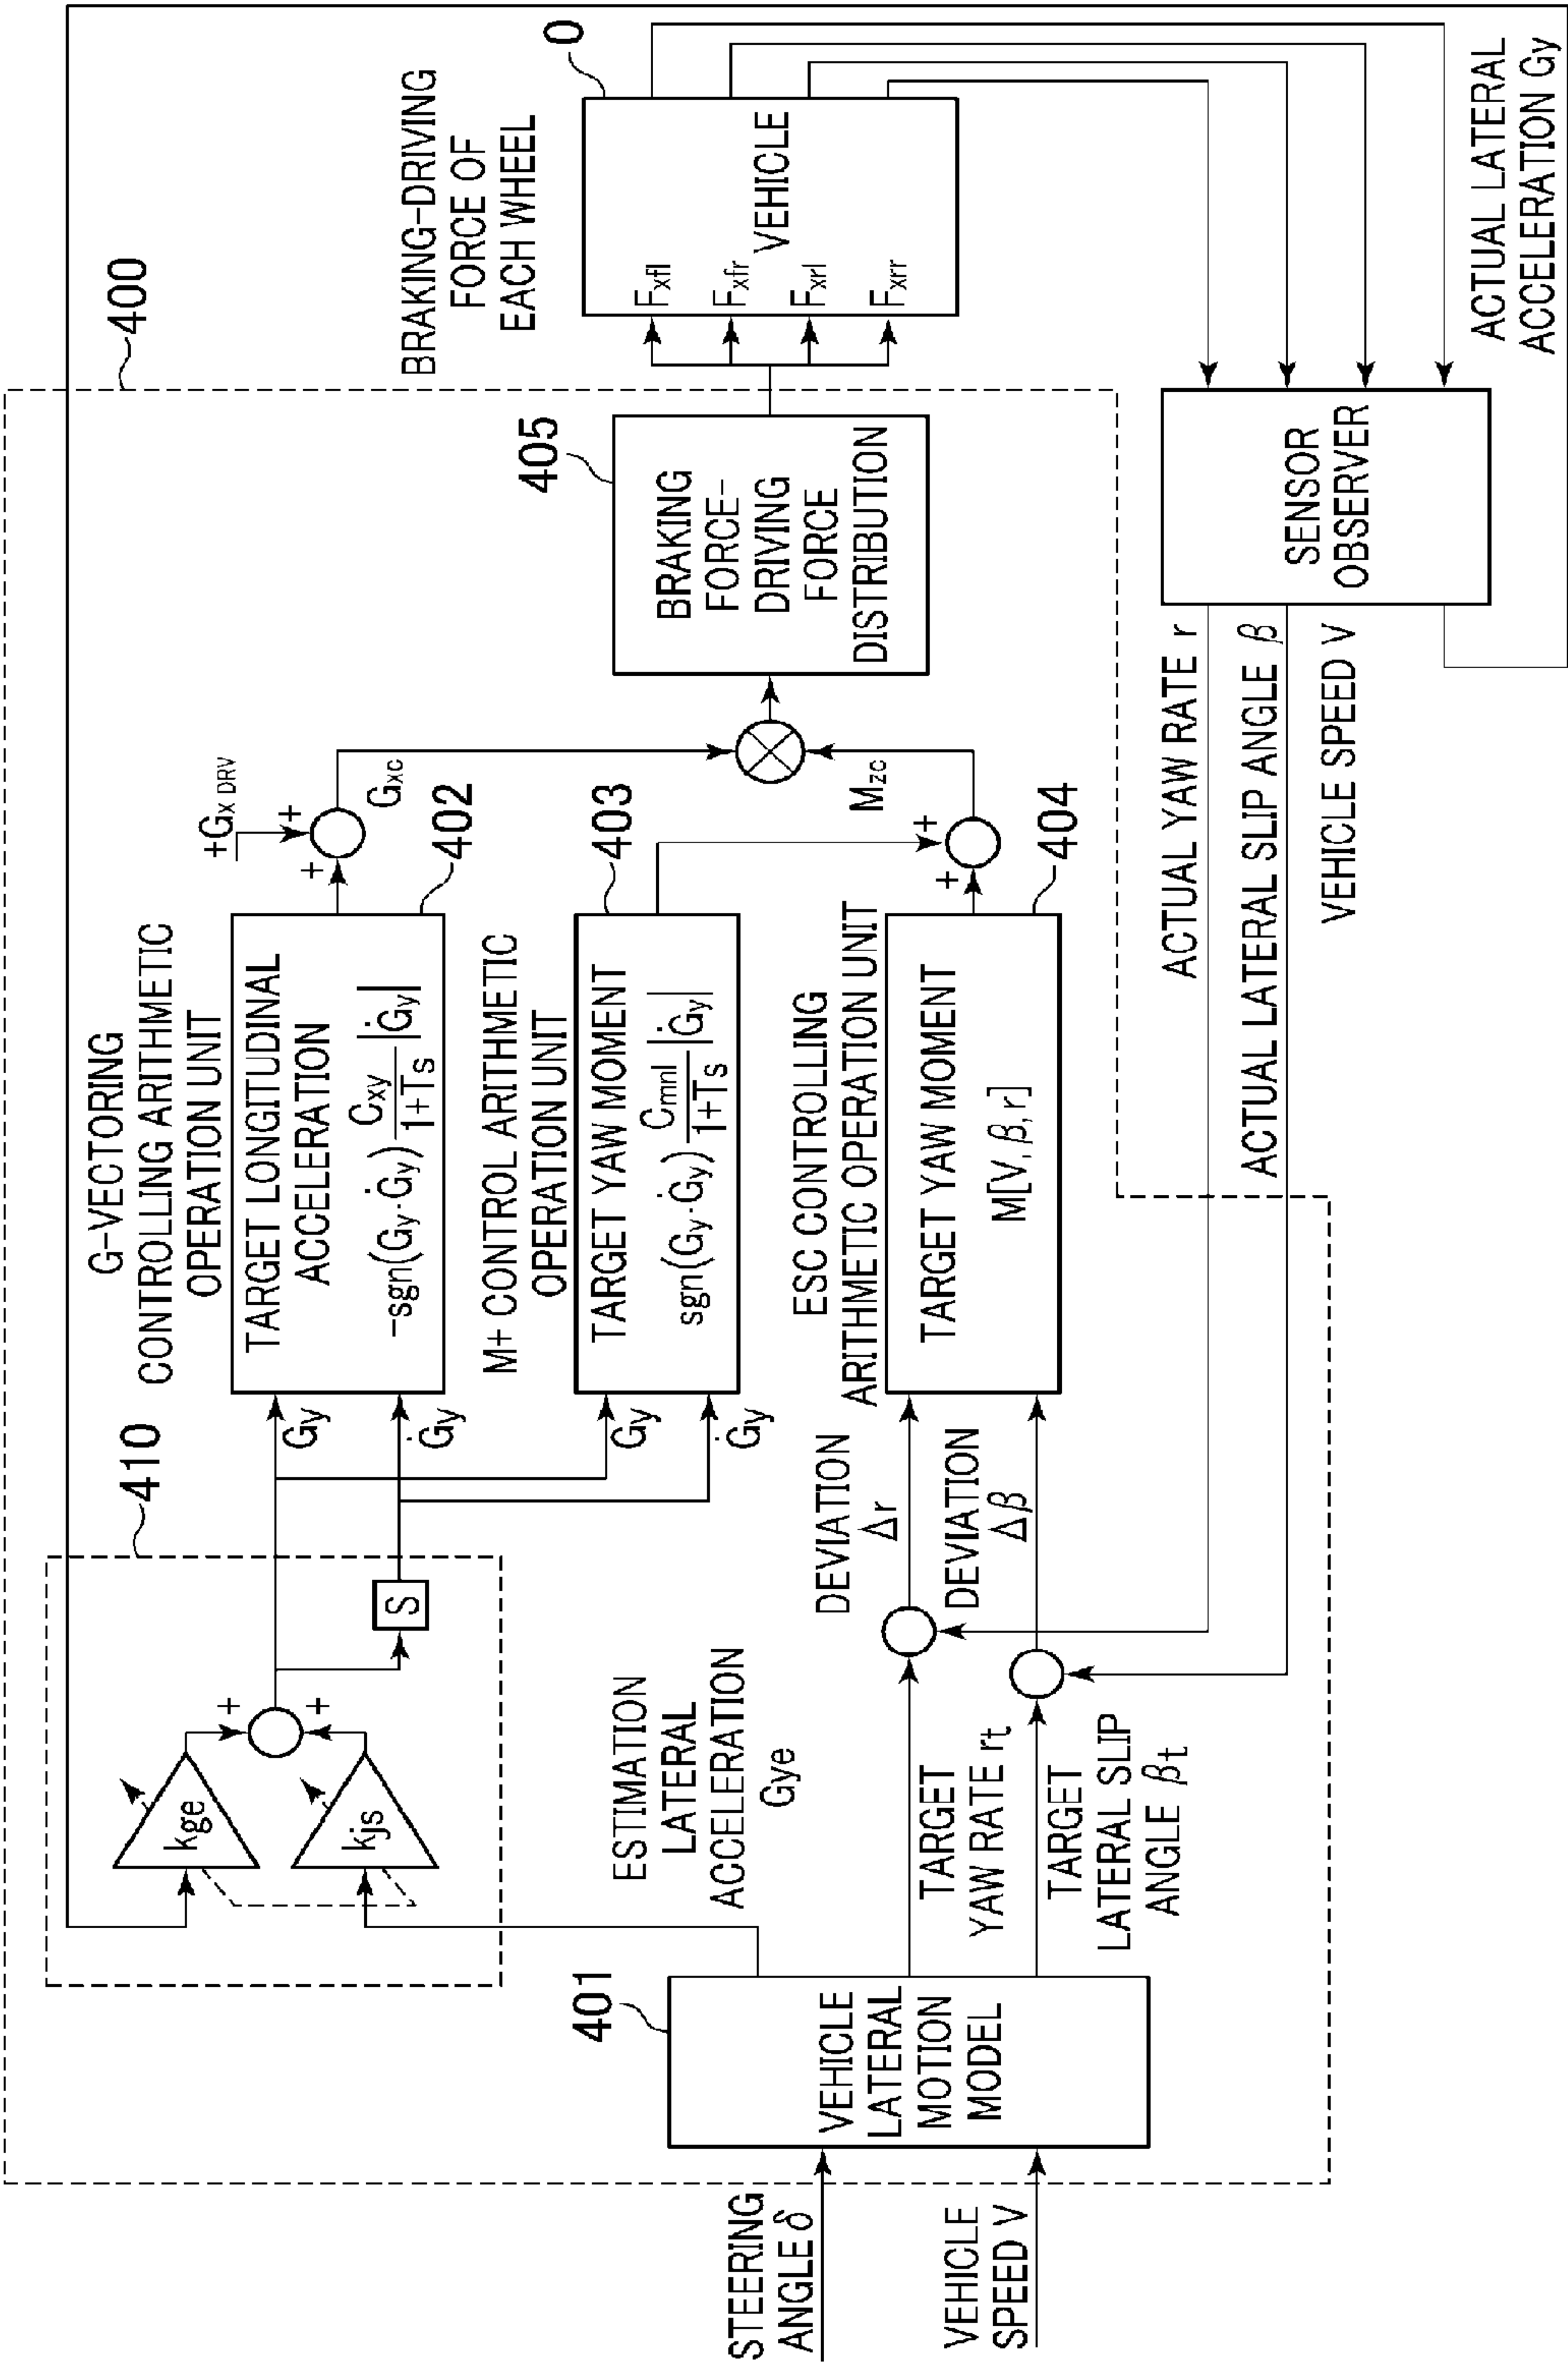 400
410
G-VECTORING
CONTROLLING ARITHMETIC
OPERATION UNIT
TARGET LONGITUDINAL
ACCELERATION
-sgn(Gy·Ġy) Cxy/(1+Ts) |Ġy|
402
+Gx DRV
+
+
Gxc
kge
kjs
+
+
S
Gy
Ġy
M+ CONTROL ARITHMETIC
OPERATION UNIT
TARGET YAW MOMENT
sgn(Gy·Ġy) Cmnl/(1+Ts) |Ġy|
403
Gy
Ġy
ESTIMATION
LATERAL
ACCELERATION
Gye
401
VEHICLE
LATERAL
MOTION
MODEL
STEERING
ANGLE δ
VEHICLE
SPEED V
TARGET
YAW RATE rt
TARGET
LATERAL SLIP
ANGLE βt
DEVIATION
Δr
DEVIATION
Δβ
ESC CONTROLLING
ARITHMETIC OPERATION UNIT
TARGET YAW MOMENT
M[V,β,r]
404
+
+
Mzc
405
BRAKING
FORCE-
DRIVING
FORCE
DISTRIBUTION
BRAKING-DRIVING
FORCE OF
EACH WHEEL
0
Fxfl
Fxfr
Fxrl
Fxrr
VEHICLE
SENSOR
OBSERVER
ACTUAL YAW RATE r
ACTUAL LATERAL SLIP ANGLE β
VEHICLE SPEED V
ACTUAL LATERAL
ACCELERATION Gy